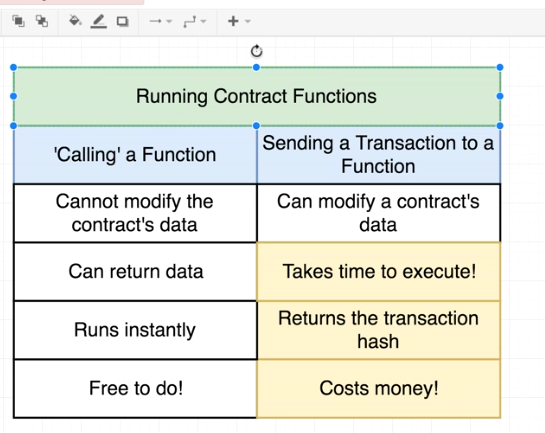 Running Contract Functions
'Calling' a Function
Sending a Transaction to a
Function
Cannot modify the
contract's data
Can modify a contract's
data
Can return data
Takes time to execute!
Runs instantly
Returns the transaction
hash
Free to do!
Costs money!